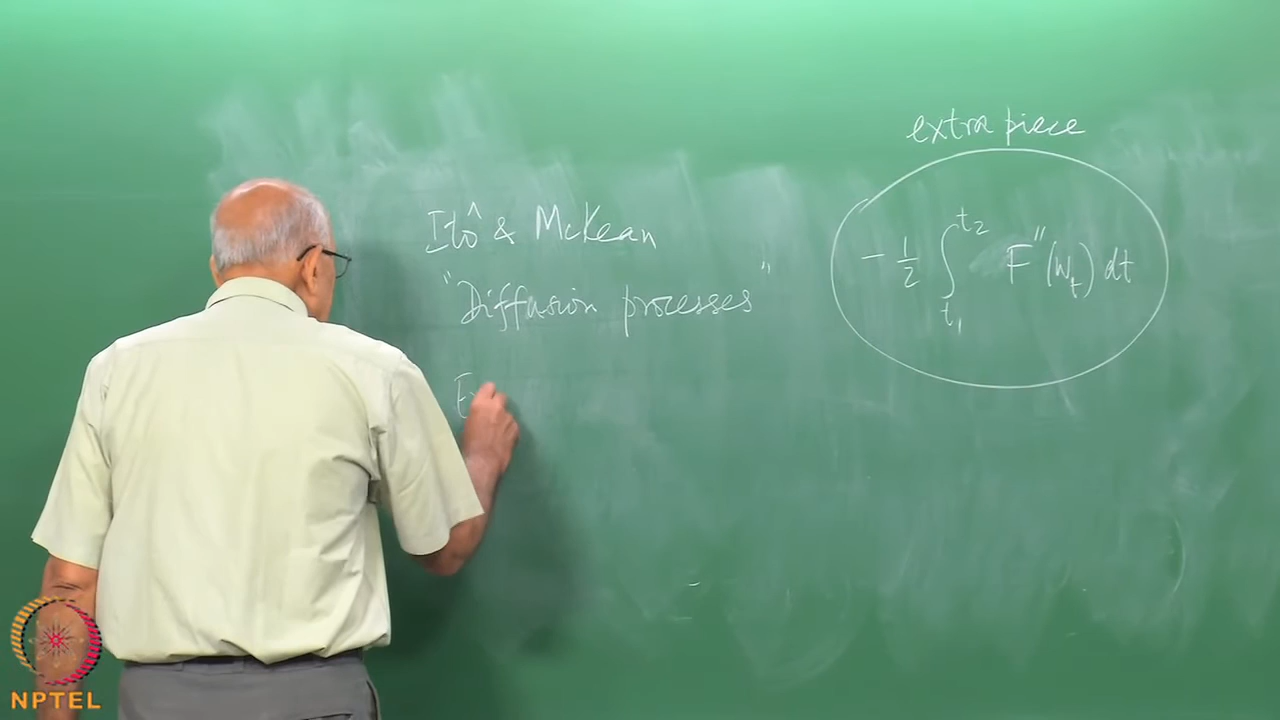 Itô & McKean
"Diffusion processes"
E
extra piece
- 1/2 ∫_{t_1}^{t_2} F''(W_t) dt
NPTEL